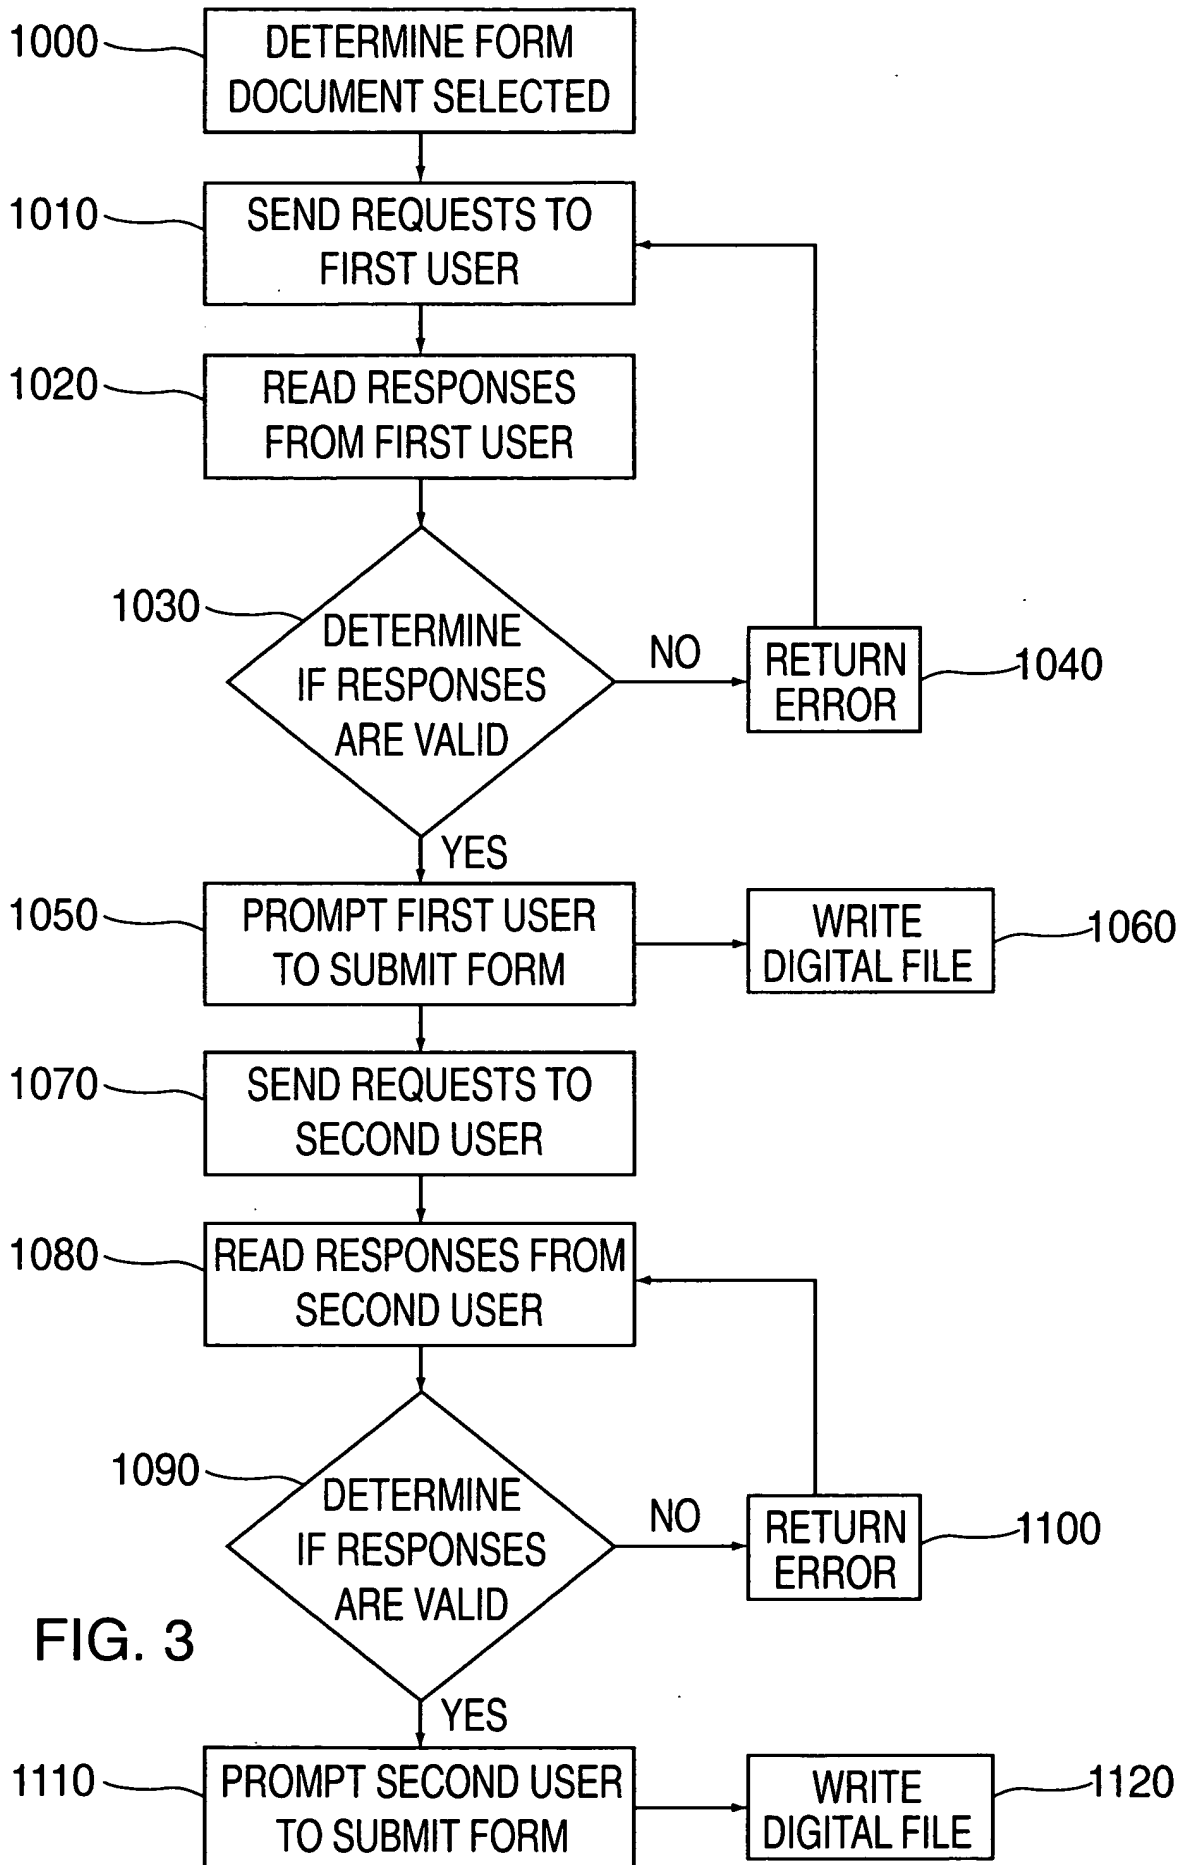 1000
DETERMINE FORM
DOCUMENT SELECTED
1010
SEND REQUESTS TO
FIRST USER
1020
READ RESPONSES
FROM FIRST USER
1030
DETERMINE
IF RESPONSES
ARE VALID
NO
RETURN
ERROR
1040
YES
1050
PROMPT FIRST USER
TO SUBMIT FORM
WRITE
DIGITAL FILE
1060
1070
SEND REQUESTS TO
SECOND USER
1080
READ RESPONSES FROM
SECOND USER
1090
DETERMINE
IF RESPONSES
ARE VALID
NO
RETURN
ERROR
1100
FIG. 3
YES
1110
PROMPT SECOND USER
TO SUBMIT FORM
WRITE
DIGITAL FILE
1120